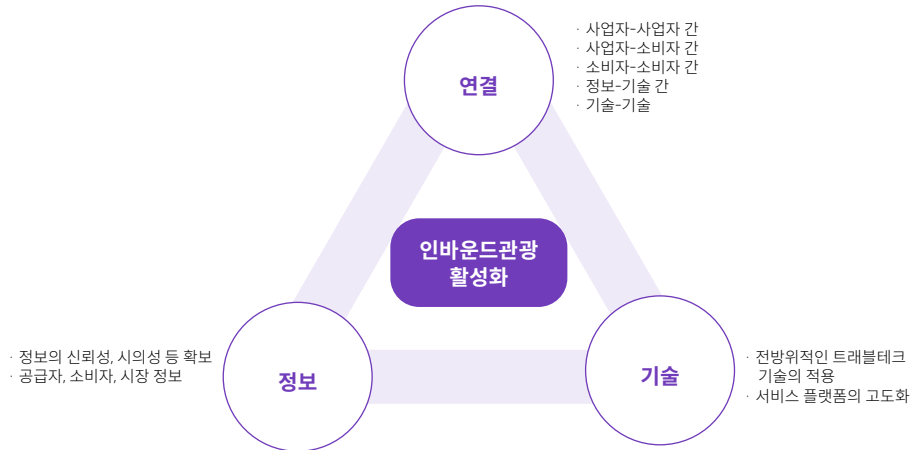 연결
· 사업자-사업자 간
· 사업자-소비자 간
· 소비자-소비자 간
· 정보-기술 간
· 기술-기술
인바운드관광
활성화
· 정보의 신뢰성, 시의성 등 확보
· 공급자, 소비자, 시장 정보
정보
기술
· 전방위적인 트래블테크
기술의 적용
· 서비스 플랫폼의 고도화